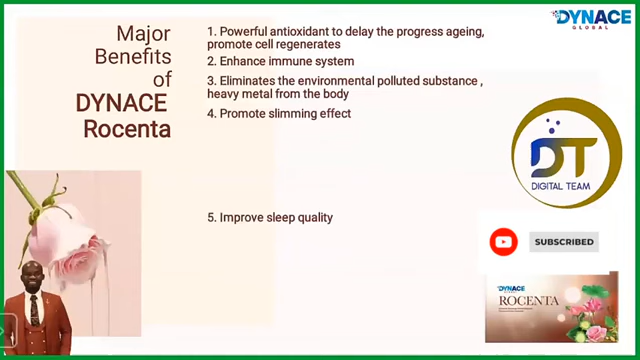 Major
Benefits
of
DYNACE
Rocenta
1. Powerful antioxidant to delay the progress ageing,
promote cell regenerates
2. Enhance immune system
3. Eliminates the environmental polluted substance ,
heavy metal from the body
4. Promote slimming effect
5. Improve sleep quality
DYNACE
GLOBAL
DT
DIGITAL TEAM
SUBSCRIBED
DYNACE
ROCENTA